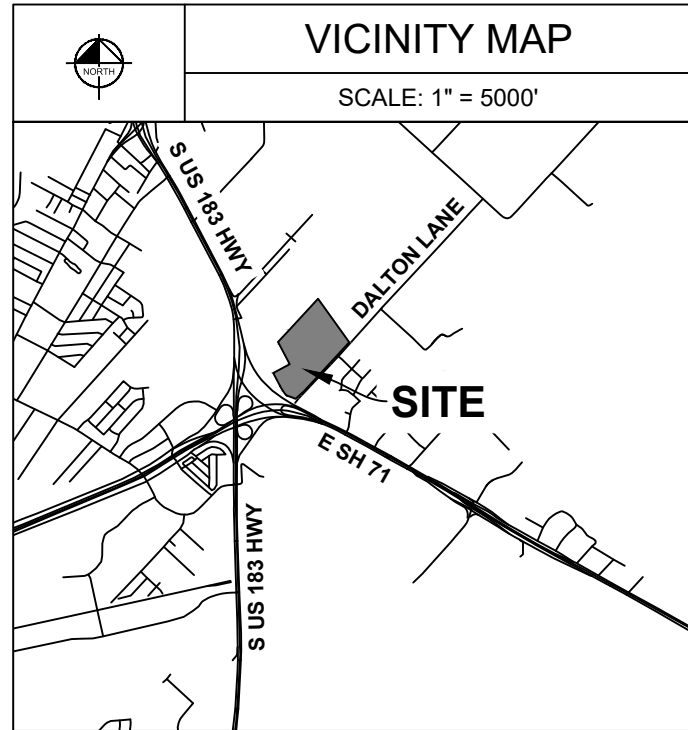 NORTH
VICINITY MAP
SCALE: 1" = 5000'
S US 183 HWY
DALTON LANE
SITE
E SH 71
S US 183 HWY